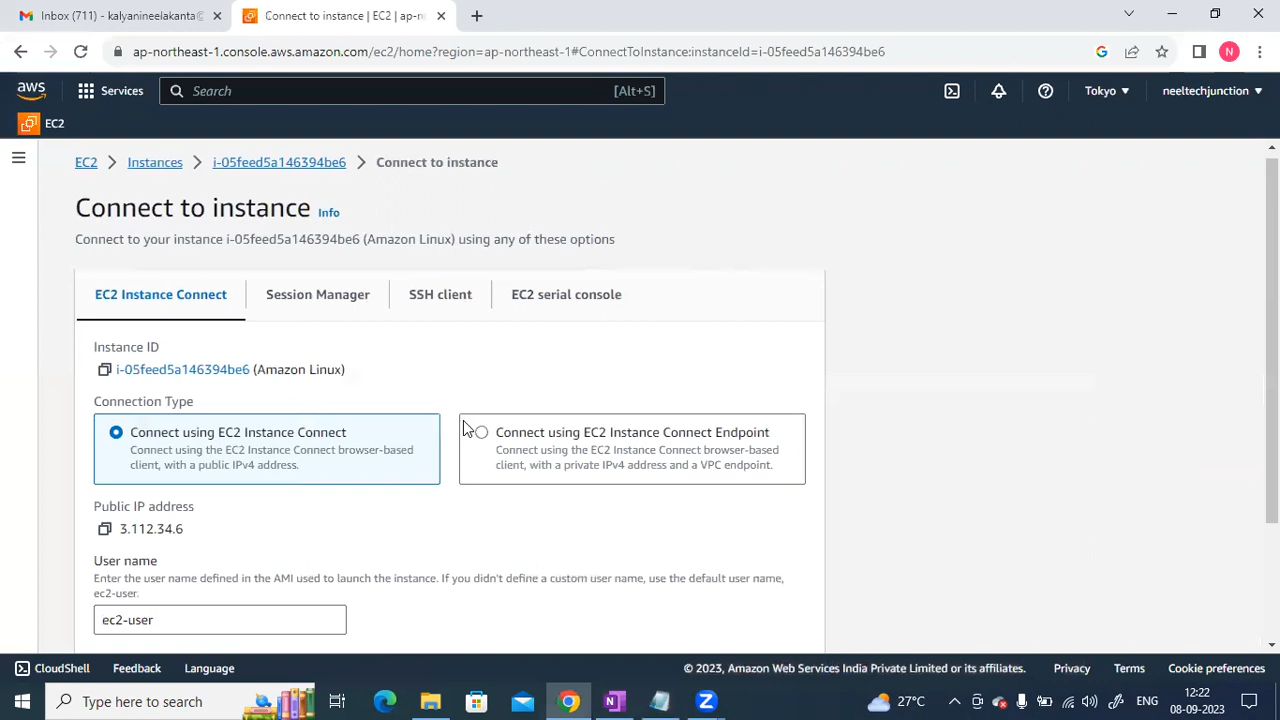 Inbox (711) - kalyanineelakanta@
Connect to instance | EC2 | ap-n
ap-northeast-1.console.aws.amazon.com/ec2/home?region=ap-northeast-1#ConnectToInstance:instanceId=i-05feed5a146394be6
N
aws
Services
Search
[Alt+S]
Tokyo
neeltechjunction
EC2
EC2
Instances
i-05feed5a146394be6
Connect to instance
Connect to instance
Info
Connect to your instance i-05feed5a146394be6 (Amazon Linux) using any of these options
EC2 Instance Connect
Session Manager
SSH client
EC2 serial console
Instance ID
i-05feed5a146394be6 (Amazon Linux)
Connection Type
Connect using EC2 Instance Connect
Connect using the EC2 Instance Connect browser-based
client, with a public IPv4 address.
Connect using EC2 Instance Connect Endpoint
Connect using the EC2 Instance Connect browser-based
client, with a private IPv4 address and a VPC endpoint.
Public IP address
3.112.34.6
User name
Enter the user name defined in the AMI used to launch the instance. If you didn't define a custom user name, use the default user name,
ec2-user.
ec2-user
CloudShell
Feedback
Language
© 2023, Amazon Web Services India Private Limited or its affiliates.
Privacy
Terms
Cookie preferences
Type here to search
27°C
ENG
12:22
08-09-2023